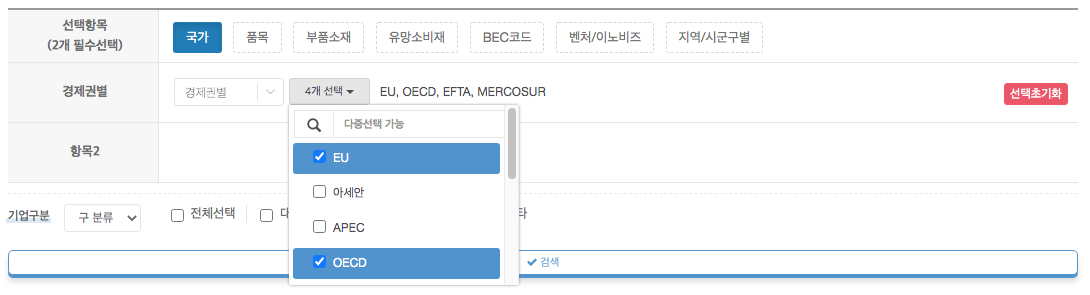 선택항목
(2개 필수선택)
국가 품목 부품소재 유망소비재 BEC코드 벤처/이노비즈 지역/시군구별
경제권별 경제권별 4개 선택 EU, OECD, EFTA, MERCOSUR 선택초기화
다중선택 가능
EU
항목2
아세안
APEC
OECD
기업구분 구 분류 전체선택 타
검색